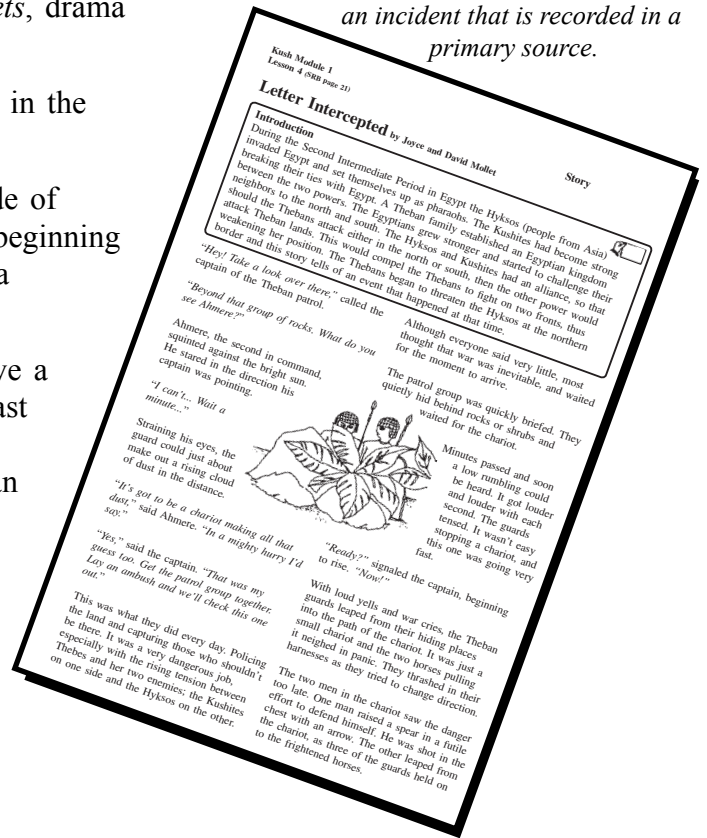 ets, drama
in the
de of
beginning
a
ve a
ast
an
an incident that is recorded in a
primary source.
Kush Module 1
Lesson 4 (SRB page 21)
Letter Intercepted by Joyce and David Mollet
Story
Introduction
During the Second Intermediate Period in Egypt the Hyksos (people from Asia)
invaded Egypt and set themselves up as pharaohs. The Kushites had become strong
breaking their ties with Egypt. A Theban family established an Egyptian kingdom
between the two powers. The Egyptians grew stronger and started to challenge their
neighbors to the north and south. The Hyksos and Kushites had an alliance, so that
should the Thebans attack either in the north or south, then the other power would
attack Theban lands. This would compel the Thebans to fight on two fronts, thus
weakening her position. The Thebans began to threaten the Hyksos at the northern
border and this story tells of an event that happened at that time.
"Hey! Take a look over there," called the
captain of the Theban patrol.
"Beyond that group of rocks. What do you
see Ahmere?"
Ahmere, the second in command,
squinted against the bright sun.
He stared in the direction his
captain was pointing.
"I can't... Wait a
minute..."
Straining his eyes, the
guard could just about
make out a rising cloud
of dust in the distance.
"It's got to be a chariot making all that
dust," said Ahmere. "In a mighty hurry I'd
say."
"Yes," said the captain. "That was my
guess too. Get the patrol group together.
Lay an ambush and we'll check this one
out."
This was what they did every day. Policing
the land and capturing those who shouldn't
be there. It was a very dangerous job,
especially with the rising tension between
Thebes and her two enemies; the Kushites
on one side and the Hyksos on the other.
Although everyone said very little, most
thought that war was inevitable, and waited
for the moment to arrive.
The patrol group was quickly briefed. They
quietly hid behind rocks or shrubs and
waited for the chariot.
Minutes passed and soon
a low rumbling could
be heard. It got louder
and louder with each
second. The guards
tensed. It wasn't easy
stopping a chariot, and
this one was going very
fast.
"Ready?" signaled the captain, beginning
to rise. "Now!"
With loud yells and war cries, the Theban
guards leaped from their hiding places
into the path of the chariot. It was just a
small chariot and the two horses pulling
it neighed in panic. They thrashed in their
harnesses as they tried to change direction.
The two men in the chariot saw the danger
too late. One man raised a spear in a futile
effort to defend himself. He was shot in the
chest with an arrow. The other leaped from
the chariot, as three of the guards held on
to the frightened horses.